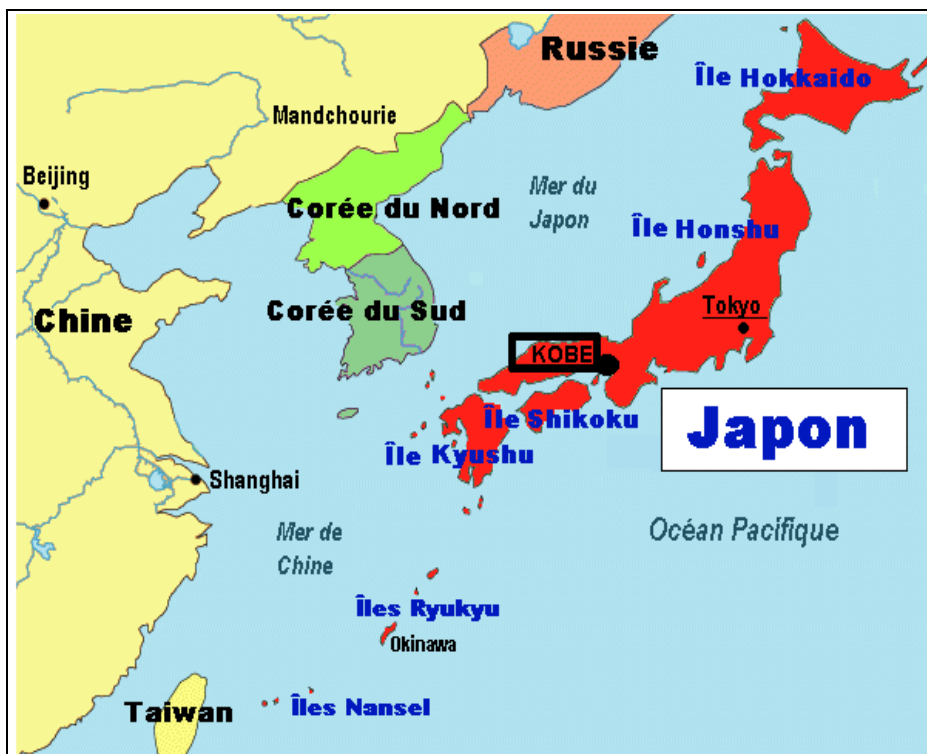 Russie
Île Hokkaido
Mandchourie
Beijing
Mer du
Japon
Corée du Nord
Île Honshu
Corée du Sud
Chine
Tokyo
KOBE
Japon
Île Shikoku
Île Kyushu
Shanghai
Mer de
Chine
Océan Pacifique
Îles Ryukyu
Okinawa
Taiwan
Îles Nansel